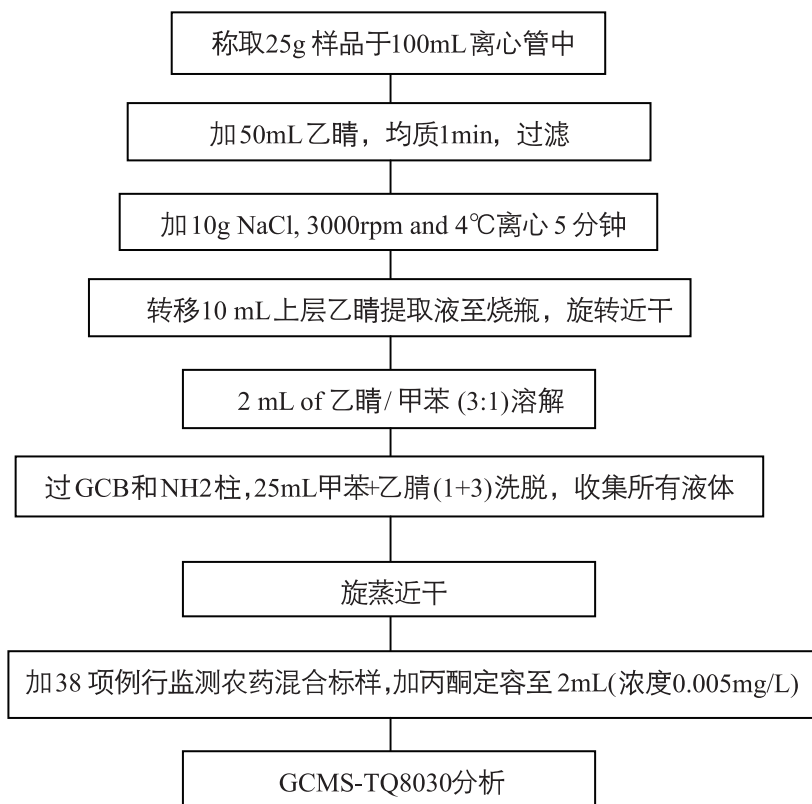 称取25g 样品于100mL 离心管中
加50mL乙睛，均质1min，过滤
加10g NaCl, 3000rpm and 4℃离心 5 分钟
转移10 mL上层乙睛提取液至烧瓶，旋转近干
2 mL of 乙睛/ 甲苯 (3:1)溶解
过GCB和NH2柱,25mL甲苯+乙腈(1+3)洗脱，收集所有液体
旋蒸近干
加38 项例行监测农药混合标样,加丙酮定容至 2mL(浓度0.005mg/L)
GCMS-TQ8030分析